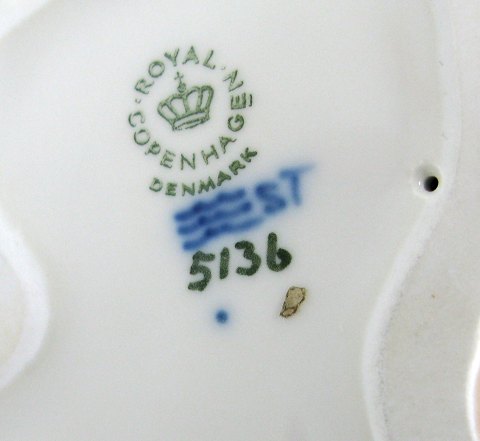 ROYAL COPENHAGEN
DENMARK
ST
5136